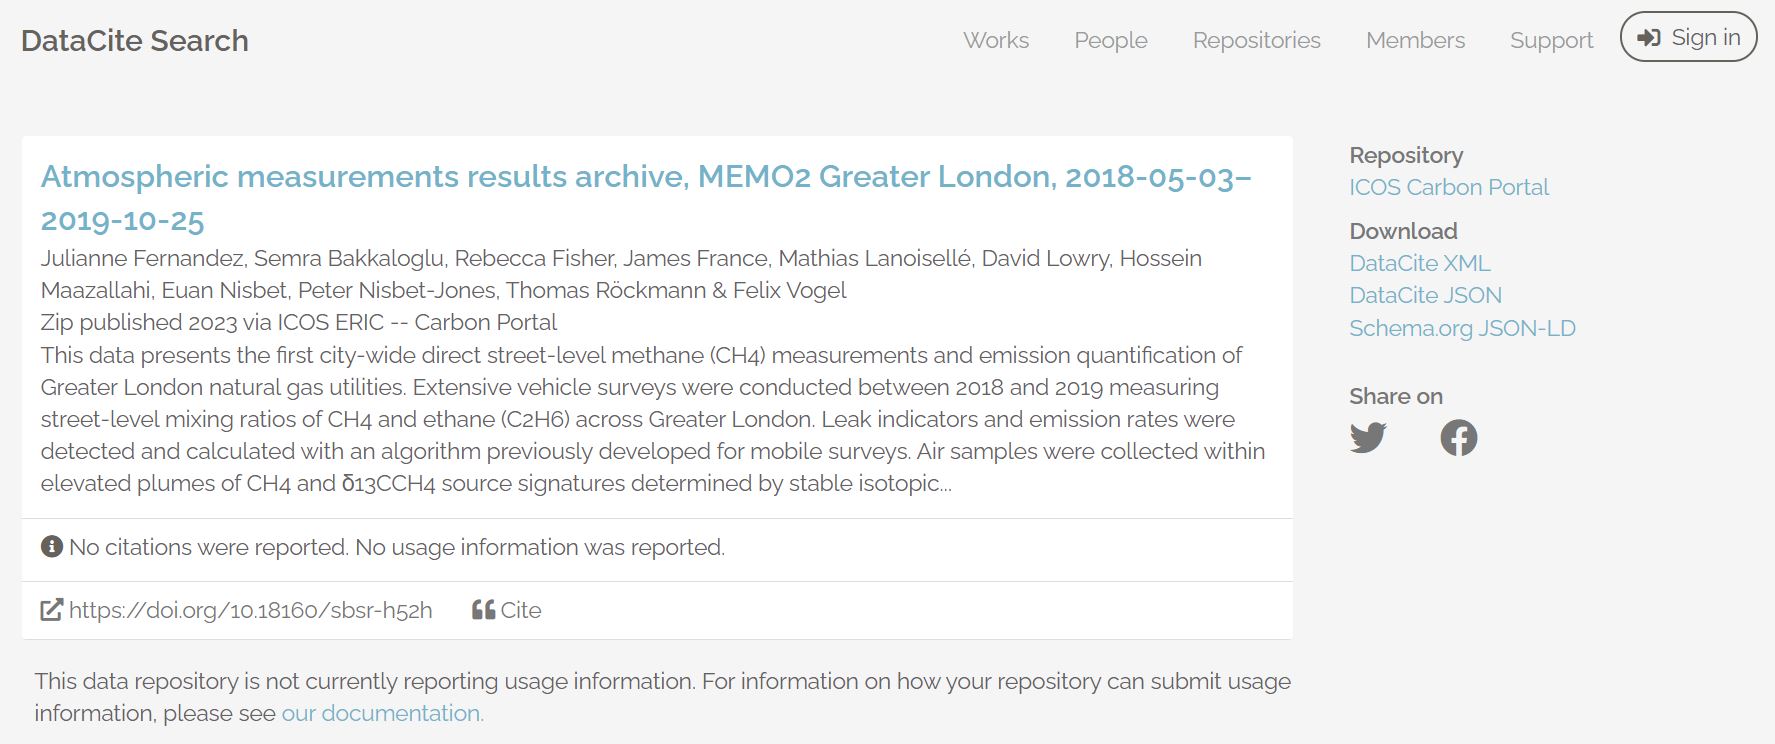 DataCite Search
Works People Repositories Members Support Sign in
Atmospheric measurements results archive, MEMO2 Greater London, 2018-05-03–
2019-10-25
Julianne Fernandez, Semra Bakkaloglu, Rebecca Fisher, James France, Mathias Lanoisellé, David Lowry, Hossein
Maazallahi, Euan Nisbet, Peter Nisbet-Jones, Thomas Röckmann & Felix Vogel
Zip published 2023 via ICOS ERIC -- Carbon Portal
This data presents the first city-wide direct street-level methane (CH4) measurements and emission quantification of
Greater London natural gas utilities. Extensive vehicle surveys were conducted between 2018 and 2019 measuring
street-level mixing ratios of CH4 and ethane (C2H6) across Greater London. Leak indicators and emission rates were
detected and calculated with an algorithm previously developed for mobile surveys. Air samples were collected within
elevated plumes of CH4 and δ13CCH4 source signatures determined by stable isotopic...
No citations were reported. No usage information was reported.
https://doi.org/10.18160/sbsr-h52h Cite
This data repository is not currently reporting usage information. For information on how your repository can submit usage
information, please see our documentation.
Repository
ICOS Carbon Portal
Download
DataCite XML
DataCite JSON
Schema.org JSON-LD
Share on